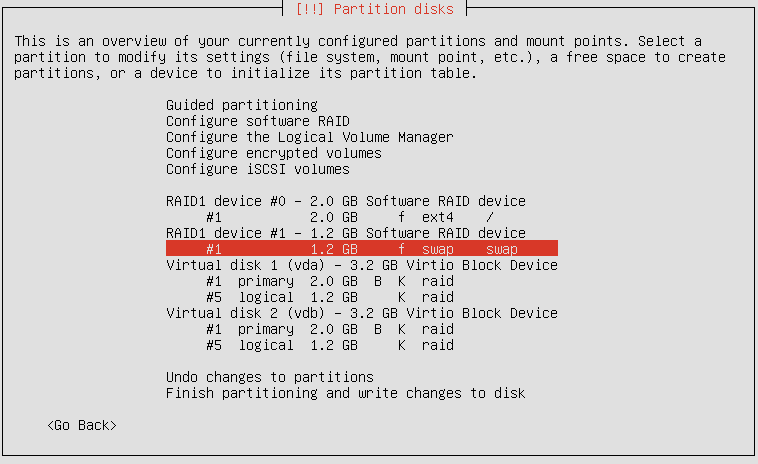 [!!] Partition disks
This is an overview of your currently configured partitions and mount points. Select a
partition to modify its settings (file system, mount point, etc.), a free space to create
partitions, or a device to initialize its partition table.
Guided partitioning
Configure software RAID
Configure the Logical Volume Manager
Configure encrypted volumes
Configure iSCSI volumes
RAID1 device #0 - 2.0 GB Software RAID device
#1 2.0 GB f ext4 /
RAID1 device #1 - 1.2 GB Software RAID device
#1 1.2 GB f swap swap
Virtual disk 1 (vda) - 3.2 GB Virtio Block Device
#1 primary 2.0 GB B K raid
#5 logical 1.2 GB K raid
Virtual disk 2 (vdb) - 3.2 GB Virtio Block Device
#1 primary 2.0 GB B K raid
#5 logical 1.2 GB K raid
Undo changes to partitions
Finish partitioning and write changes to disk
<Go Back>